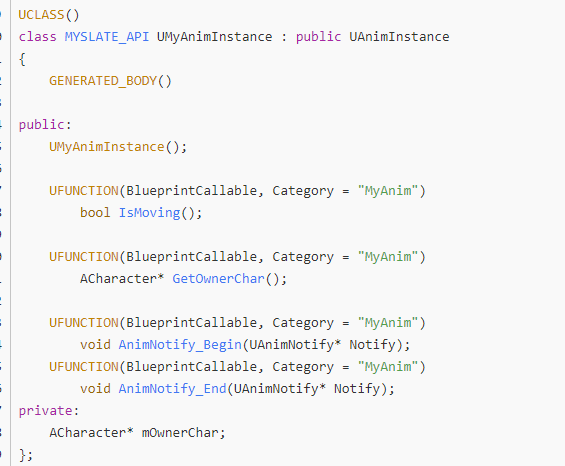 UCLASS()
class MYSLATE_API UMyAnimInstance : public UAnimInstance
{
    GENERATED_BODY()

public:
    UMyAnimInstance();

    UFUNCTION(BlueprintCallable, Category = "MyAnim")
        bool IsMoving();

    UFUNCTION(BlueprintCallable, Category = "MyAnim")
        ACharacter* GetOwnerChar();

    UFUNCTION(BlueprintCallable, Category = "MyAnim")
        void AnimNotify_Begin(UAnimNotify* Notify);
    UFUNCTION(BlueprintCallable, Category = "MyAnim")
        void AnimNotify_End(UAnimNotify* Notify);
private:
    ACharacter* mOwnerChar;
};